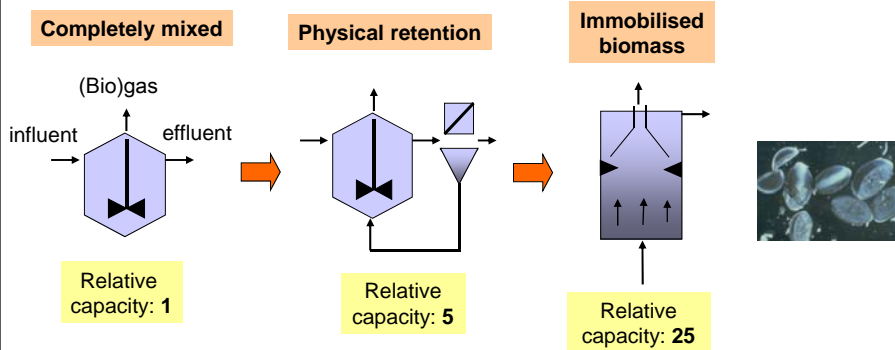 Completely mixed
Physical retention
Immobilised
biomass
(Bio)gas
influent
effluent
Relative
capacity: 1
Relative
capacity: 5
Relative
capacity: 25